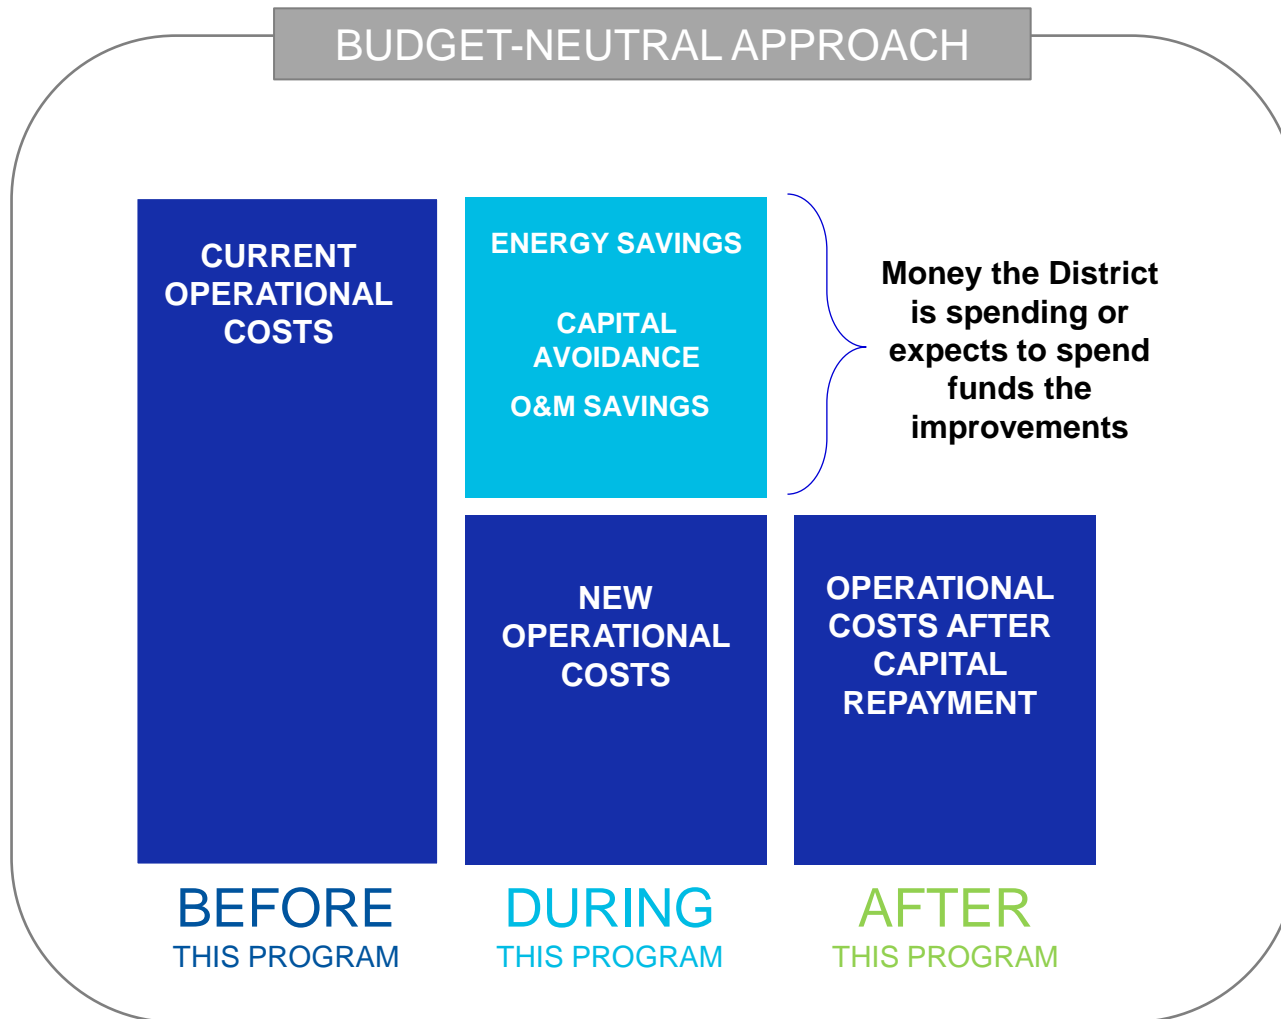 BUDGET-NEUTRAL APPROACH
CURRENT
OPERATIONAL
COSTS
ENERGY SAVINGS
CAPITAL
AVOIDANCE
O&M SAVINGS
Money the District
is spending or
expects to spend
funds the
improvements
NEW
OPERATIONAL
COSTS
OPERATIONAL
COSTS AFTER
CAPITAL
REPAYMENT
BEFORE
THIS PROGRAM
DURING
THIS PROGRAM
AFTER
THIS PROGRAM